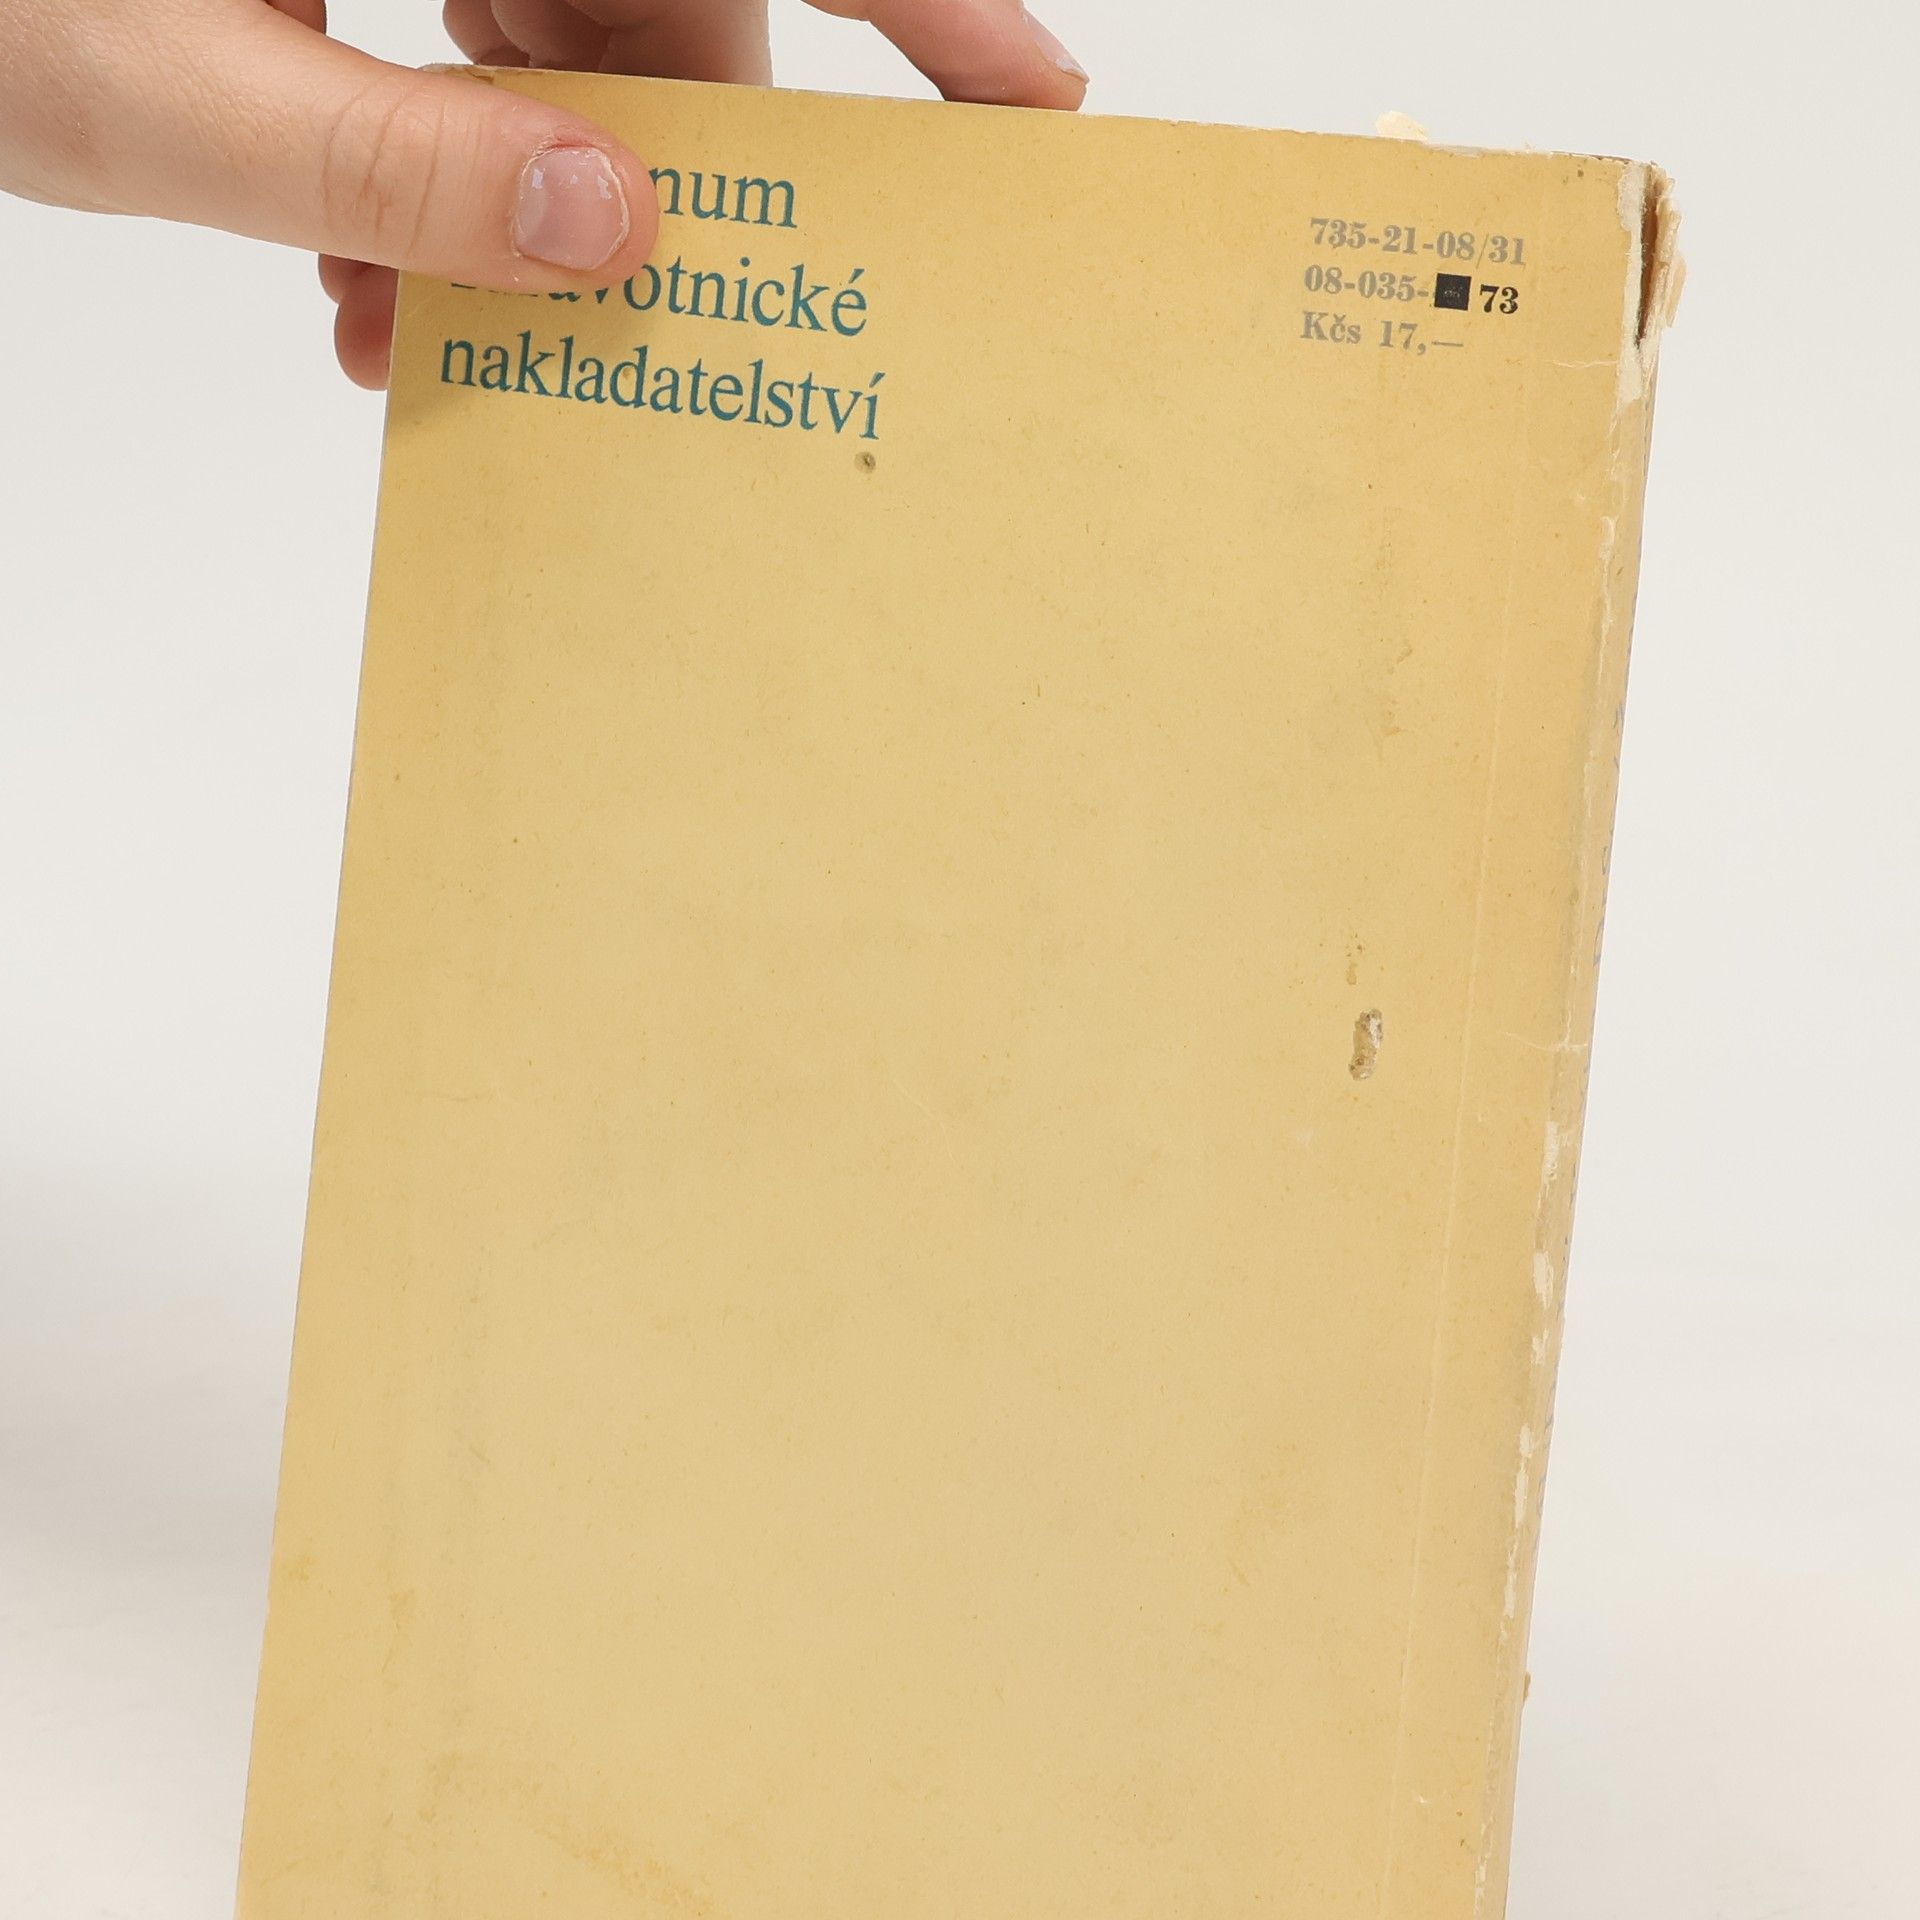 num
nakladatelství
735-21-08/31
08-035- 73
Kčs 17,—